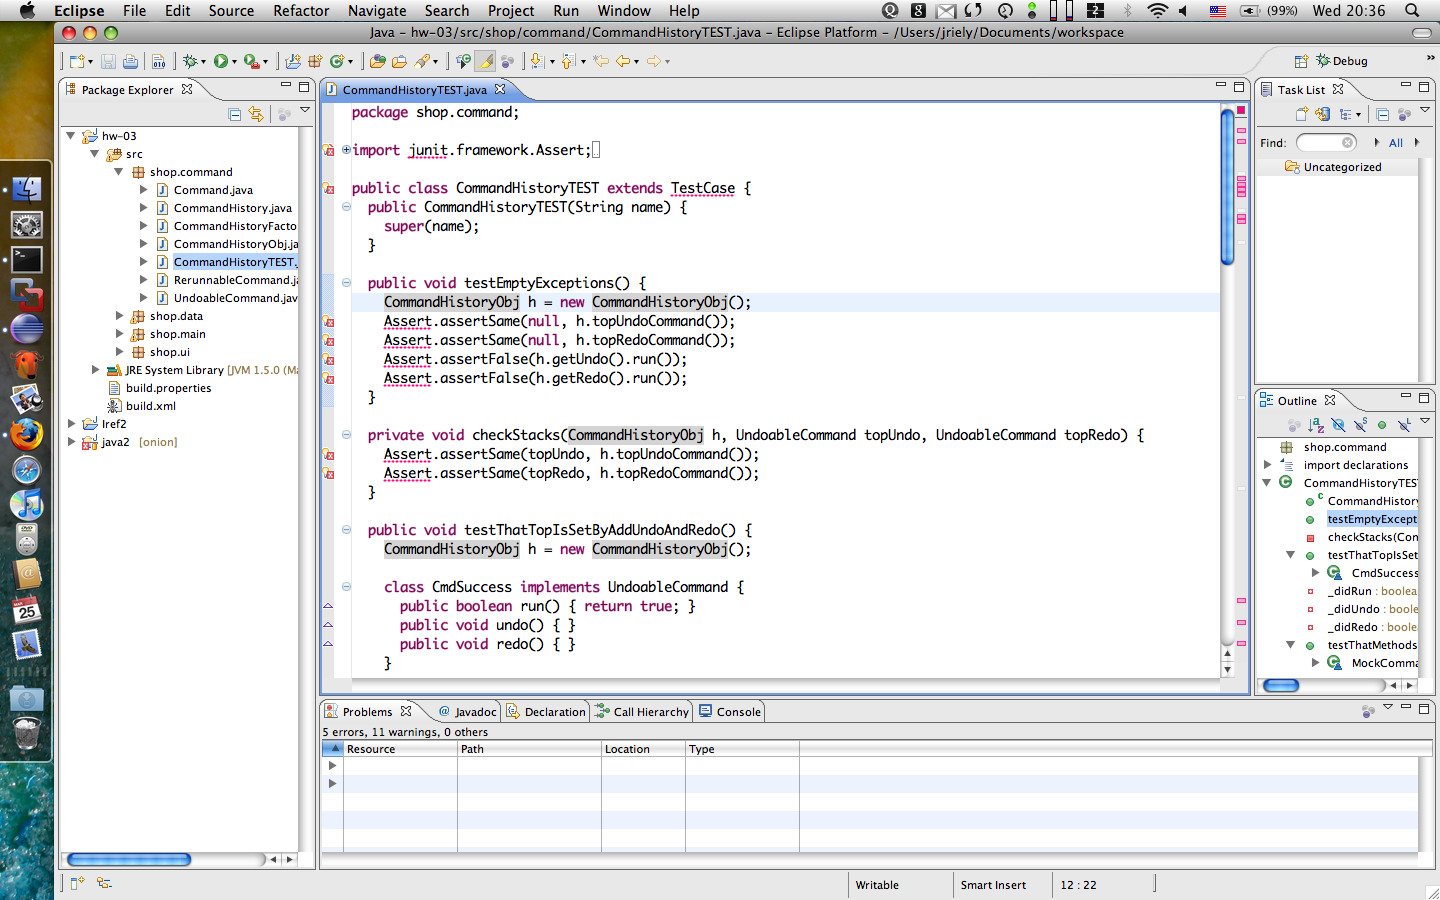 Eclipse File Edit Source Refactor Navigate Search Project Run Window Help (99%) Wed 20:36
Java - hw-03/src/shop/command/CommandHistoryTEST.java - Eclipse Platform - /Users/jriely/Documents/workspace
Debug
Package Explorer
hw-03
src
shop.command
Command.java
CommandHistory.java
CommandHistoryFacto
CommandHistoryObj.ja
CommandHistoryTEST.
RerunnableCommand.j
UndoableCommand.jav
shop.data
shop.main
shop.ui
JRE System Library [JVM 1.5.0 (Ma
build.properties
build.xml
lref2
java2 [onion]
CommandHistoryTEST.java
package shop.command;
import junit.framework.Assert;
public class CommandHistoryTEST extends TestCase {
public CommandHistoryTEST(String name) {
super(name);
}
public void testEmptyExceptions() {
CommandHistoryObj h = new CommandHistoryObj();
Assert.assertSame(null, h.topUndoCommand());
Assert.assertSame(null, h.topRedoCommand());
Assert.assertFalse(h.getUndo().run());
Assert.assertFalse(h.getRedo().run());
}
private void checkStacks(CommandHistoryObj h, UndoableCommand topUndo, UndoableCommand topRedo) {
Assert.assertSame(topUndo, h.topUndoCommand());
Assert.assertSame(topRedo, h.topRedoCommand());
}
public void testThatTopIsSetByAddUndoAndRedo() {
CommandHistoryObj h = new CommandHistoryObj();
class CmdSuccess implements UndoableCommand {
public boolean run() { return true; }
public void undo() { }
public void redo() { }
}
Task List
Find: All
Uncategorized
Outline
shop.command
import declarations
CommandHistoryTES
CommandHistory
testEmptyExcept
checkStacks(Con
testThatTopIsSet
CmdSuccess
_didRun : boolea
_didUndo : boole
_didRedo : boole
testThatMethods
MockComma
Problems Javadoc Declaration Call Hierarchy Console
5 errors, 11 warnings, 0 others
Resource Path Location Type
Writable Smart Insert 12 : 22
25